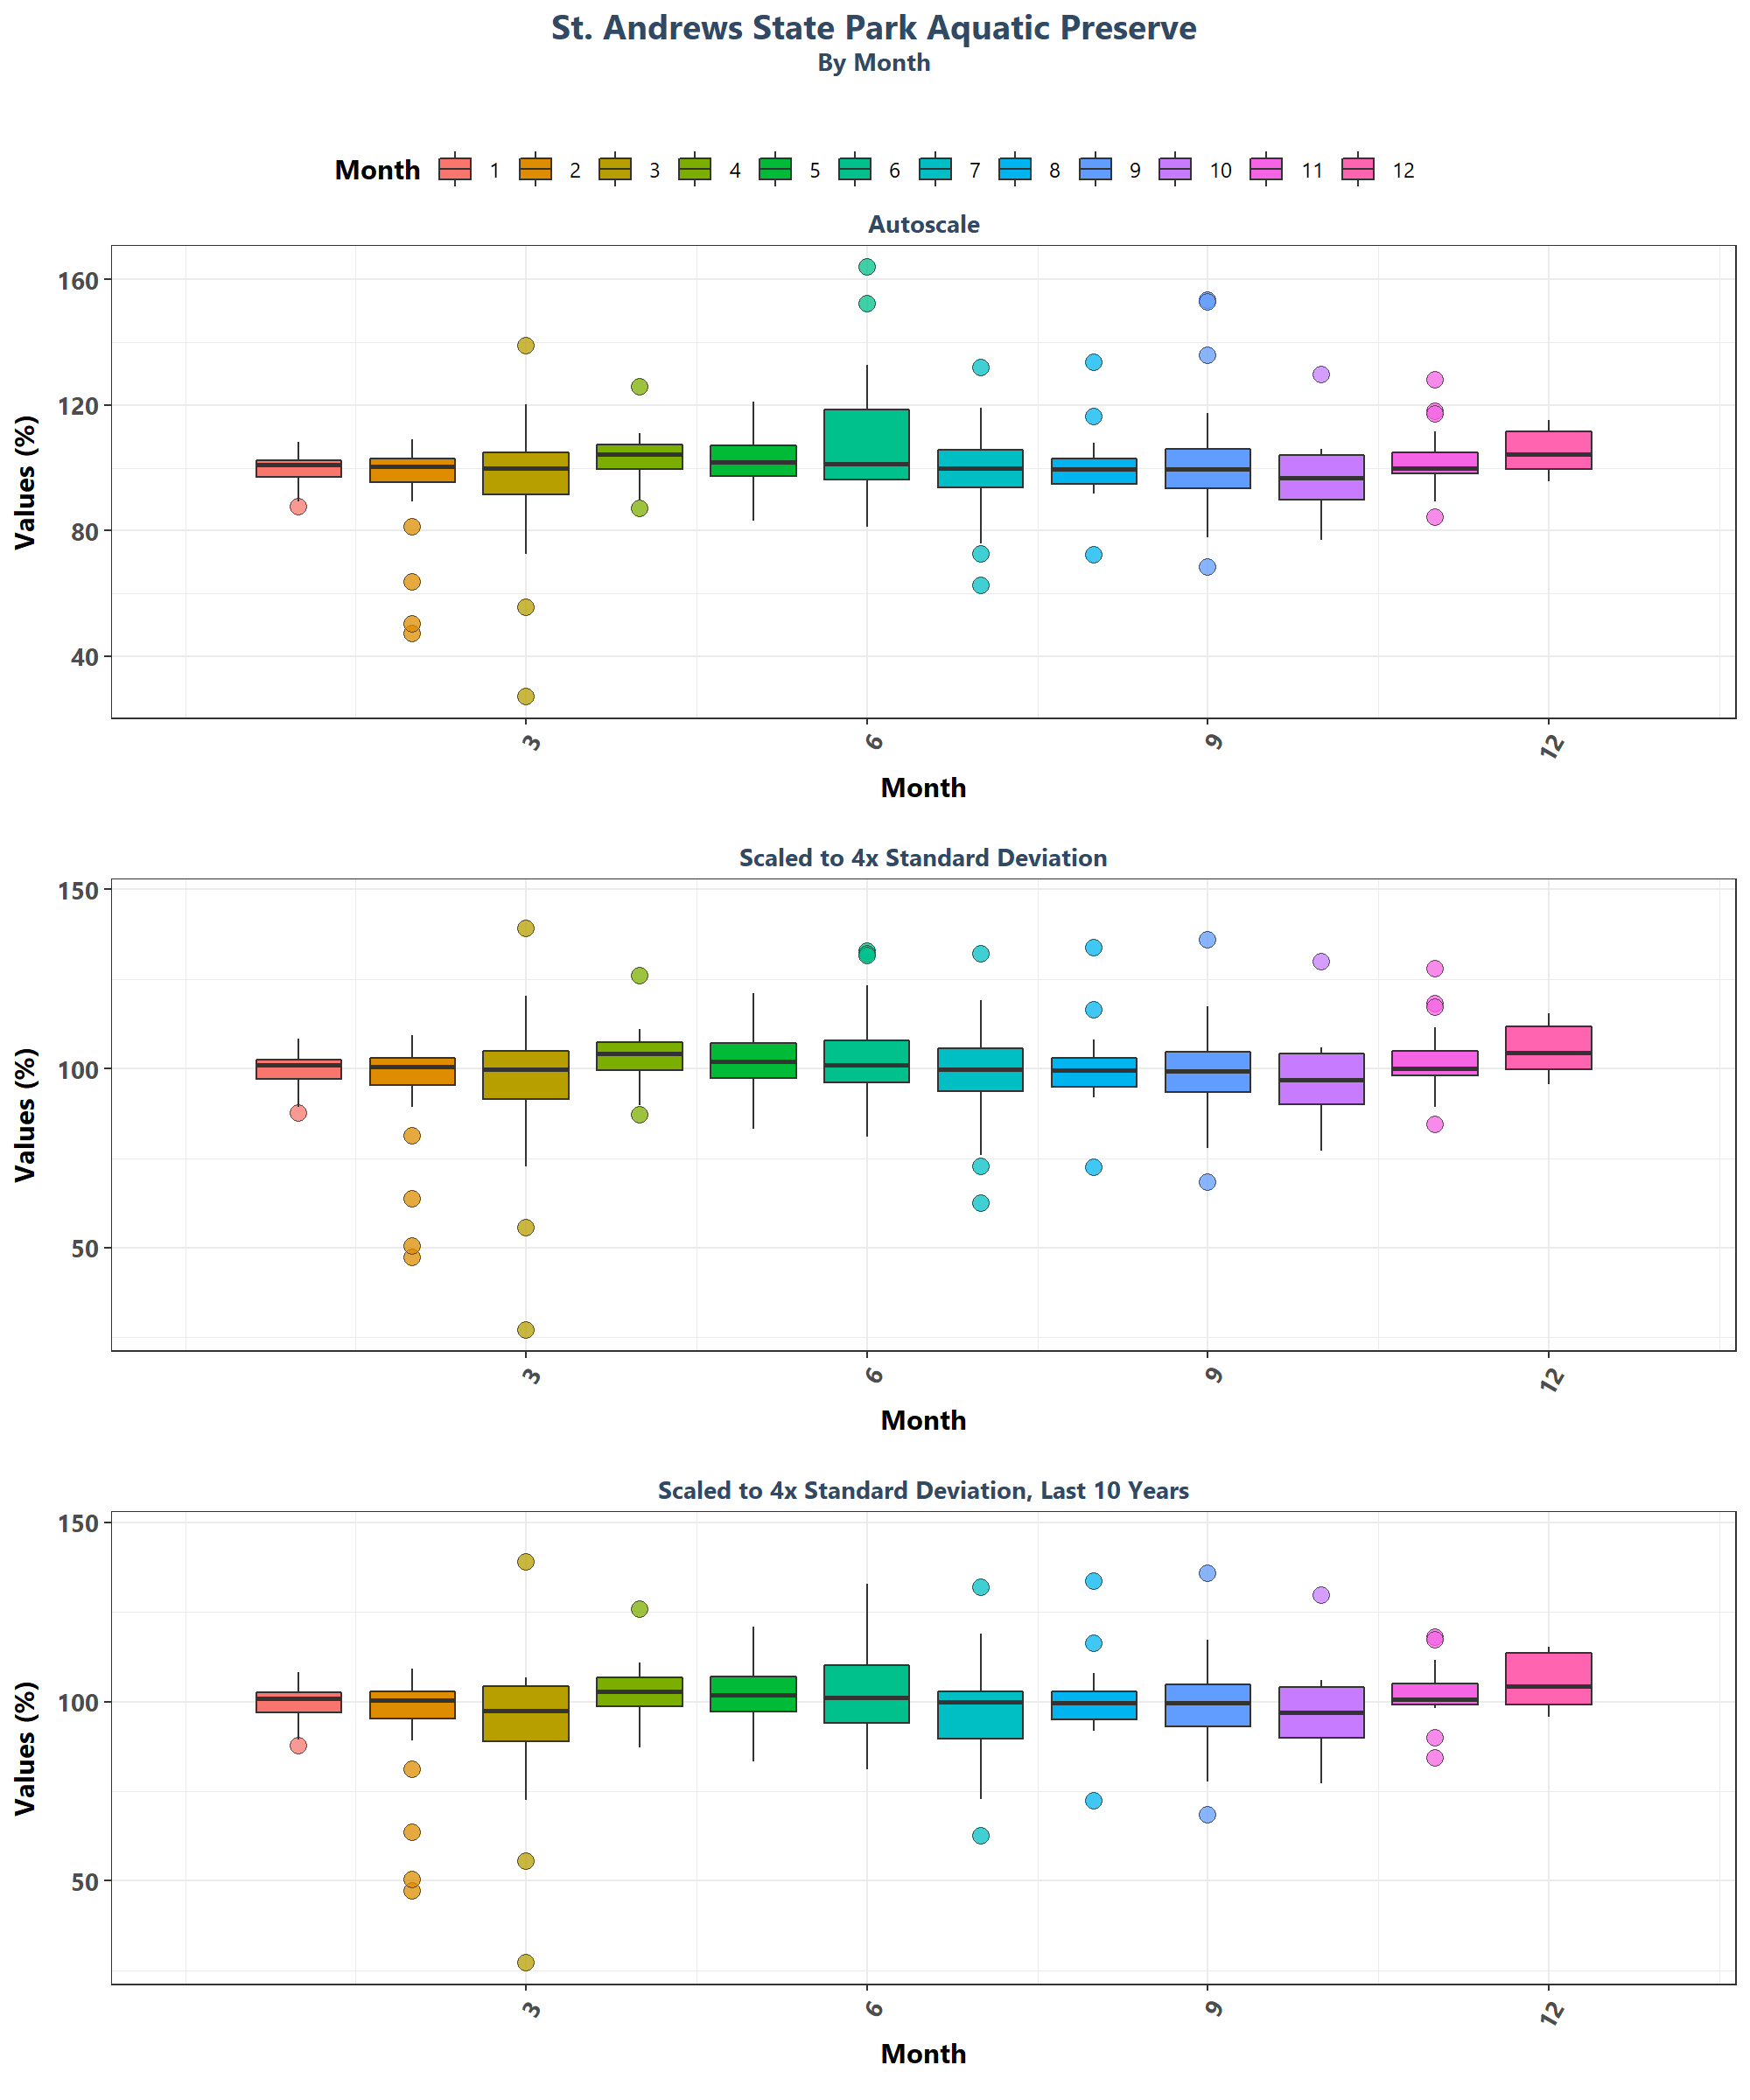 St. Andrews State Park Aquatic Preserve
By Month
Month 1 2 3 4 5 6 7 8 9 10 11 12
Autoscale
Values (%)
160
120
80
40
3 6 9 12
Month
Scaled to 4x Standard Deviation
Values (%)
150
100
50
3 6 9 12
Month
Scaled to 4x Standard Deviation, Last 10 Years
Values (%)
150
100
50
3 6 9 12
Month